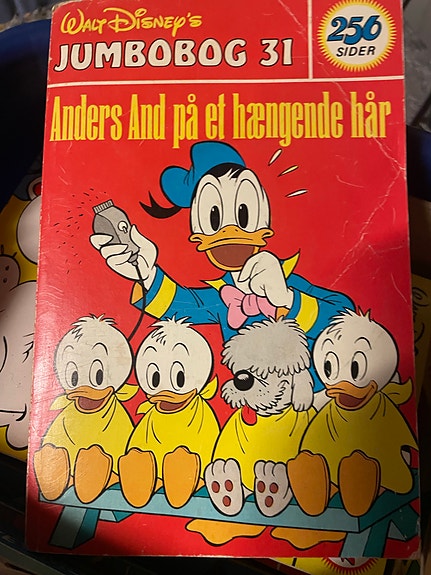 Walt Disney's
JUMBOBOG 31
256
SIDER
Anders And på et hængende hår